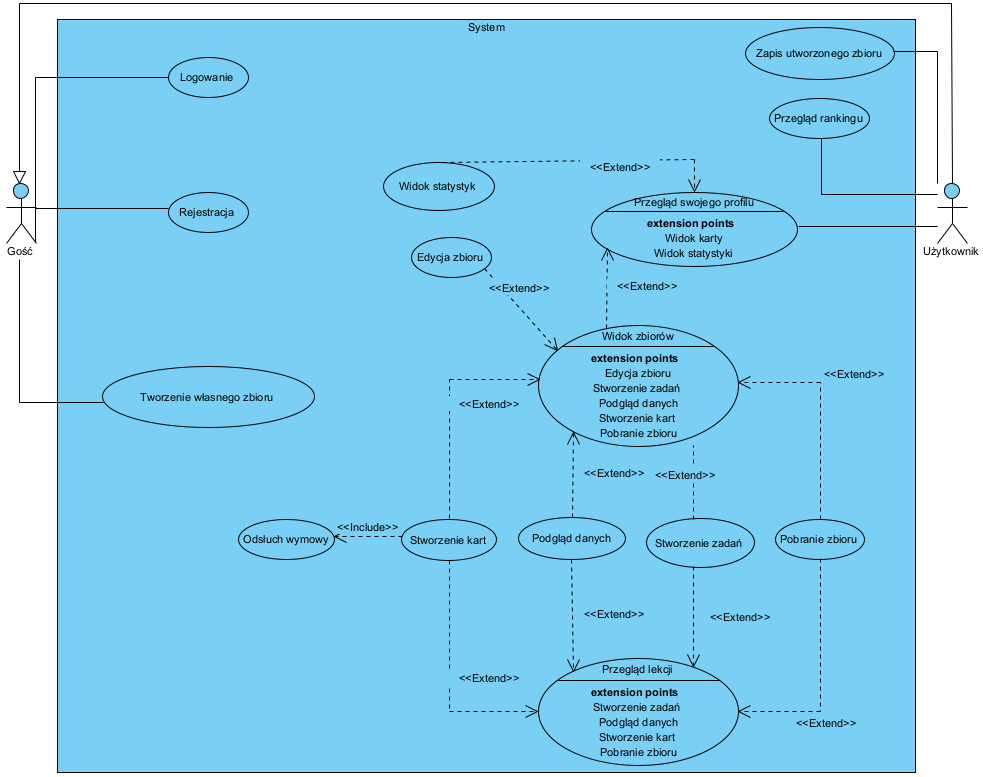 System
Zapis utworzonego zbioru
Logowanie
Przegląd rankingu
<<Extend>>
Widok statystyk
Gość
Rejestracja
Przegląd swojego profilu
extension points
Widok karty
Widok statystyki
Użytkownik
Edycja zbioru
<<Extend>>
<<Extend>>
Widok zbiorów
extension points
Edycja zbioru
Stworzenie zadań
Podgląd danych
Stworzenie kart
Pobranie zbioru
<<Extend>>
<<Extend>>
Tworzenie własnego zbioru
<<Extend>>
<<Extend>>
<<Include>>
Odsłuch wymowy
Stworzenie kart
Podgląd danych
Stworzenie zadań
Pobranie zbioru
<<Extend>>
<<Extend>>
<<Extend>>
Przegląd lekcji
extension points
Stworzenie zadań
Podgląd danych
Stworzenie kart
Pobranie zbioru
<<Extend>>